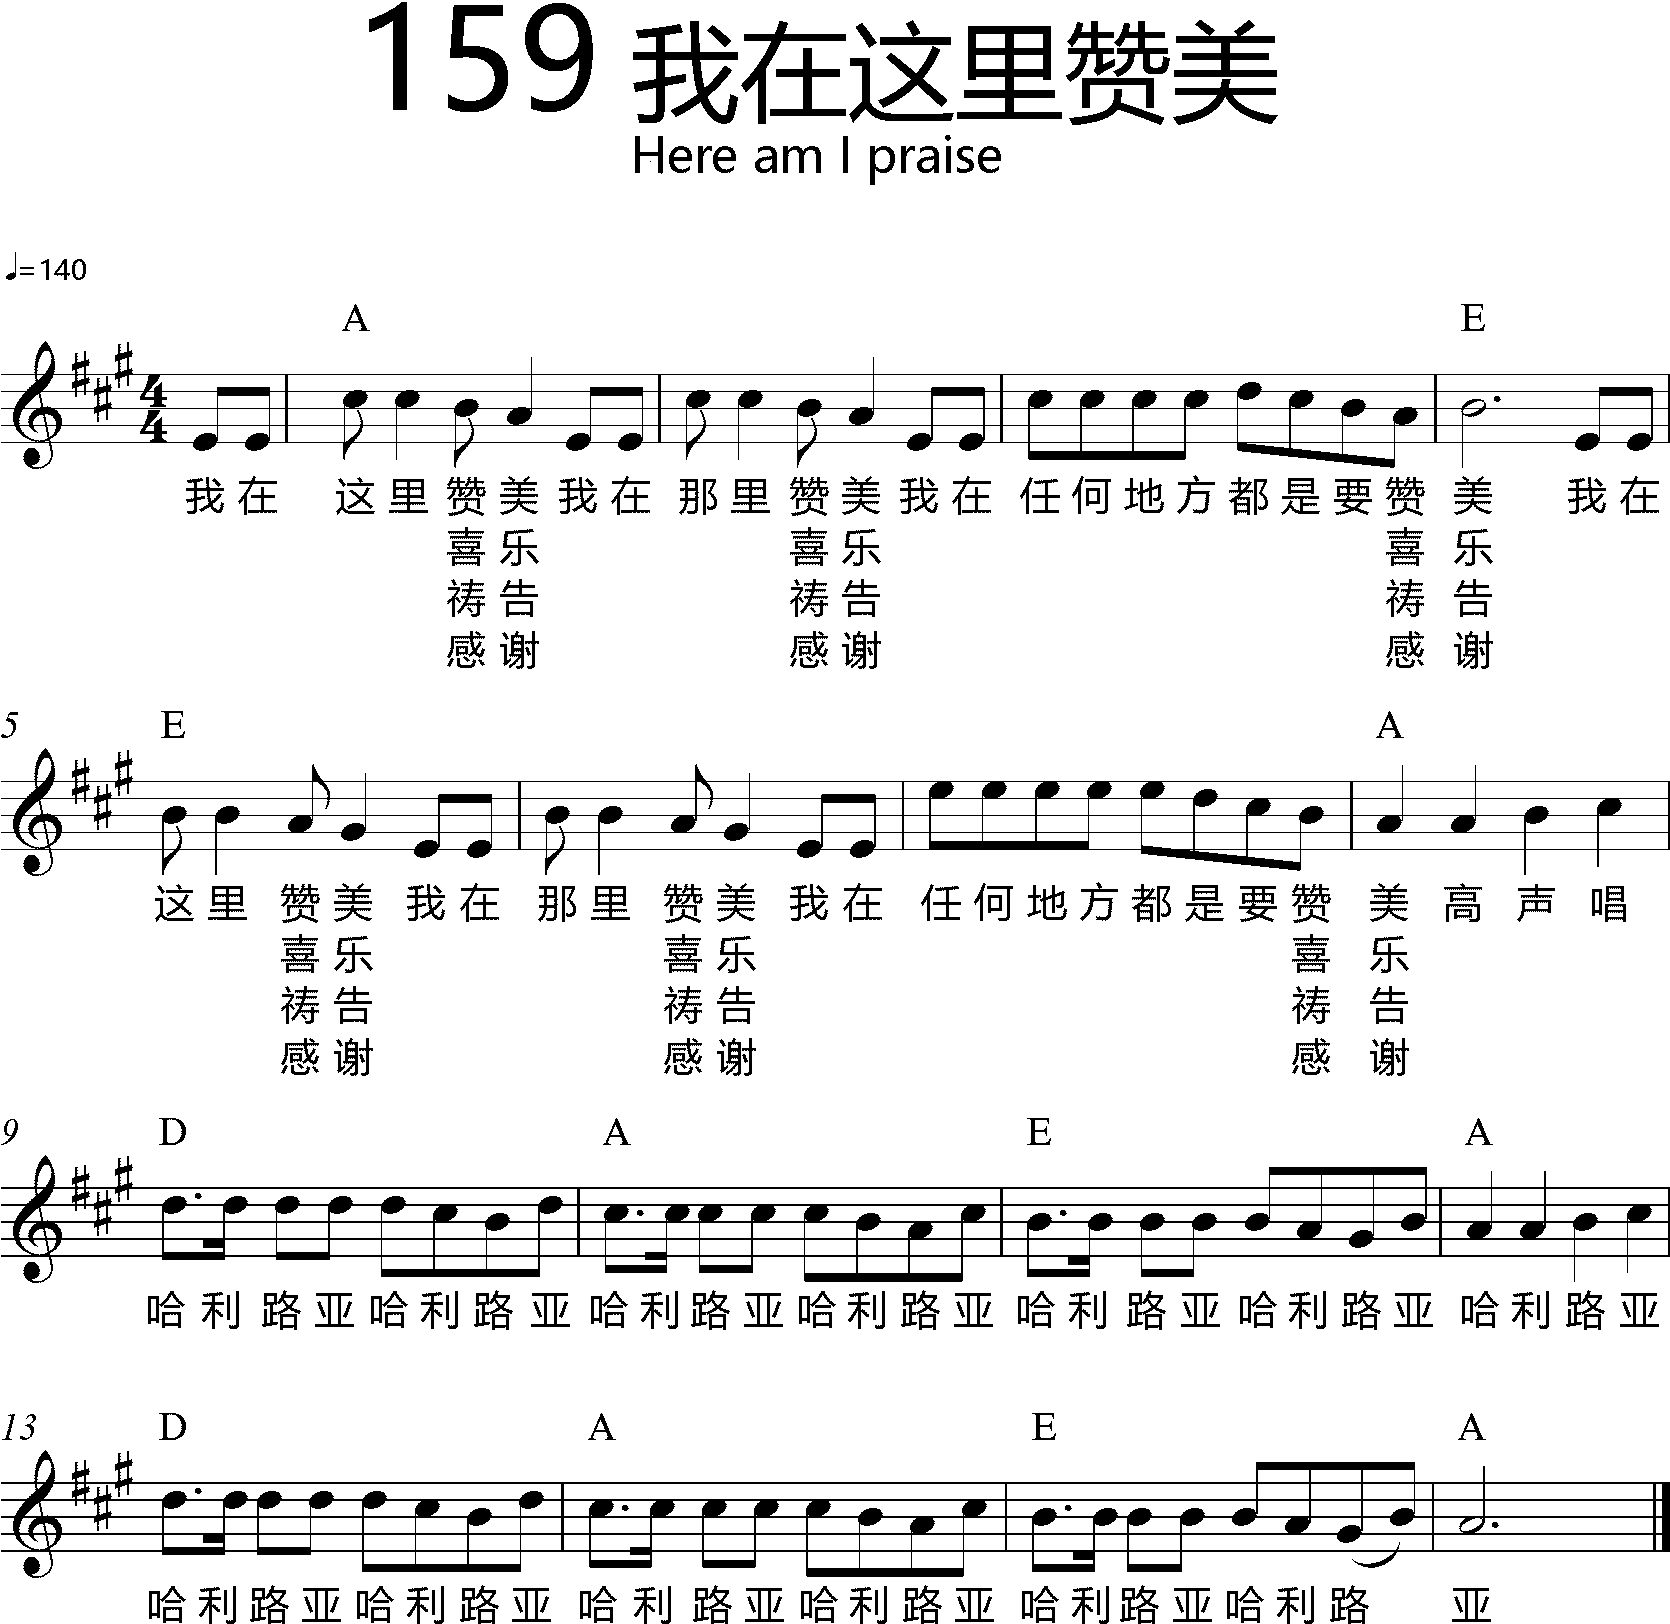 159 我在这里赞美
Here am I praise
♩=140
A E
4
4
我在 这里赞美我在 那里赞美我在 任何地方都是要赞 美 我在
喜乐 喜乐 喜 乐
祷告 祷告 祷 告
感谢 感谢 感 谢
5 E A
这里 赞美 我在 那里 赞美 我在 任何地方都是要赞 美 高 声 唱
喜乐 喜乐 喜 乐
祷告 祷告 祷 告
感谢 感谢 感 谢
9 D A E A
哈利 路亚哈利路亚 哈利路亚哈利路亚 哈利 路亚哈利路亚 哈利路亚
13 D A E A
哈利路亚哈利路亚 哈利 路亚哈利路亚 哈利路亚哈利路 亚